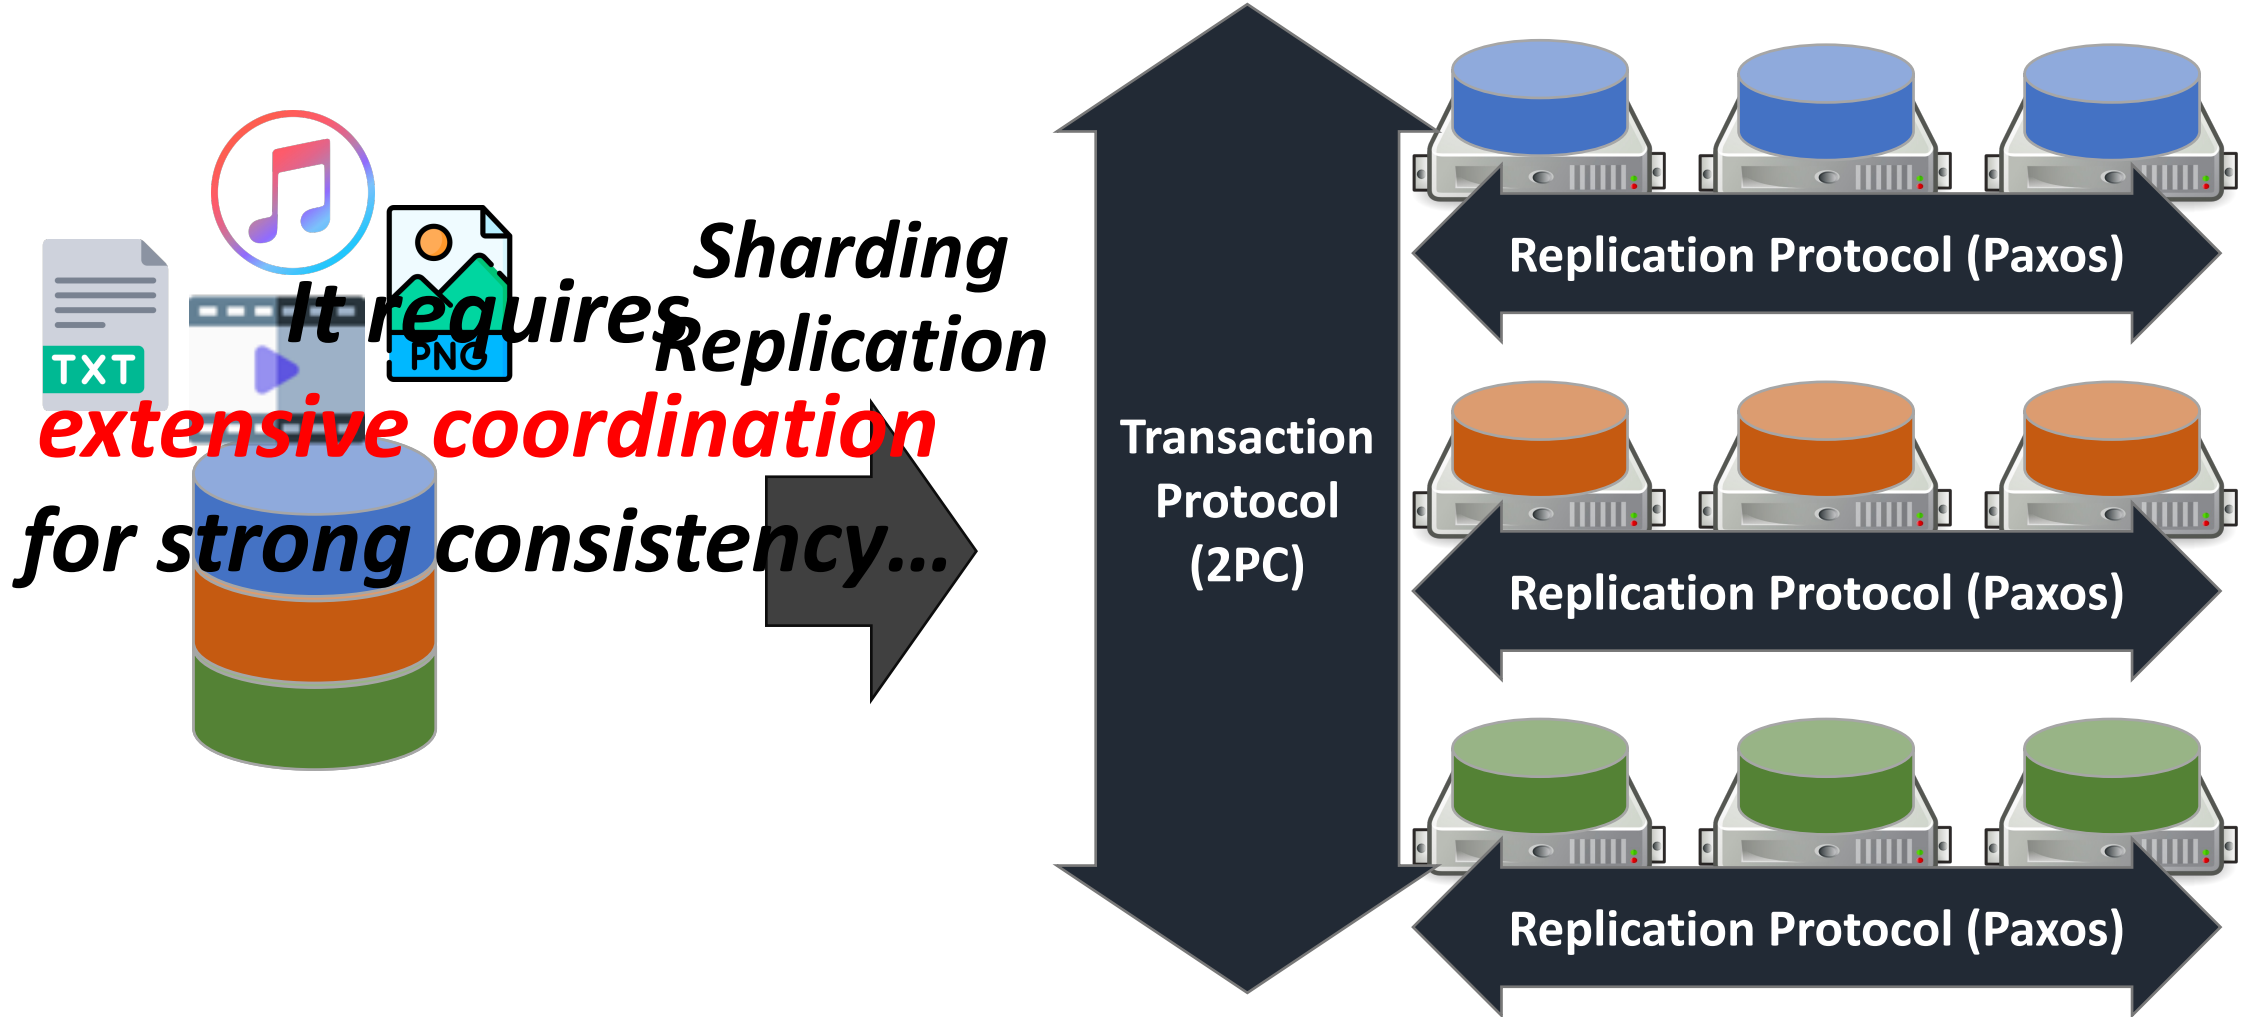 TXT
PNG
It requires
extensive coordination
for strong consistency...
Sharding
Replication
Transaction
Protocol
(2PC)
Replication Protocol (Paxos)
Replication Protocol (Paxos)
Replication Protocol (Paxos)